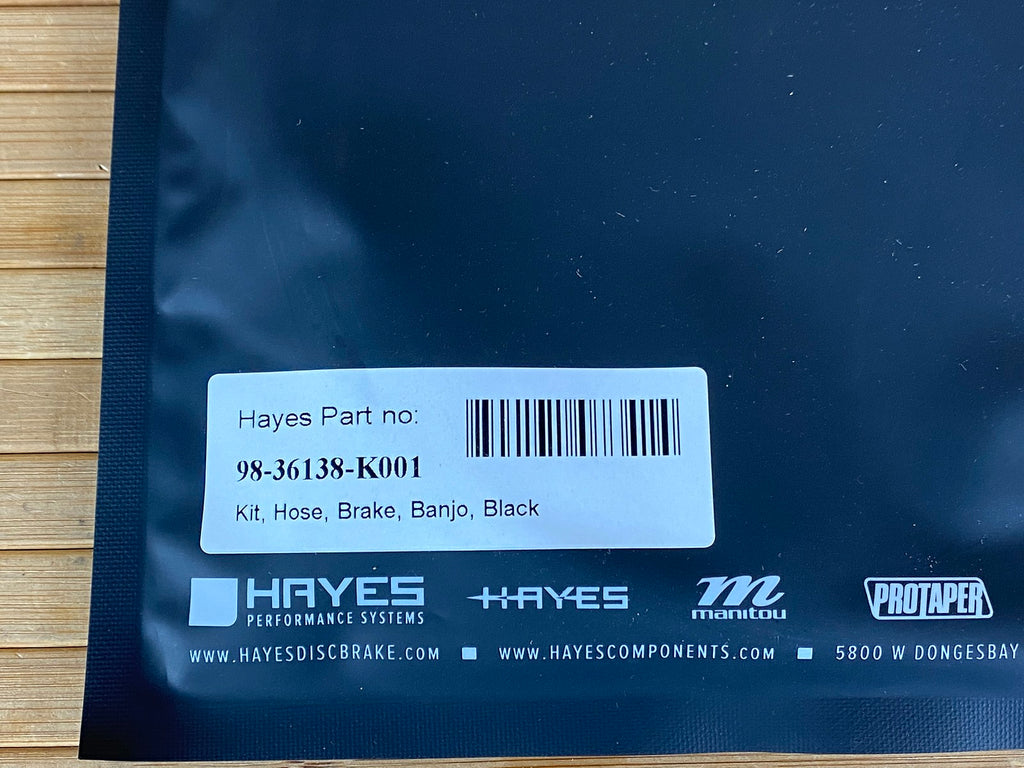 Hayes Part no:
98-36138-K001
Kit, Hose, Brake, Banjo, Black
HAYES
PERFORMANCE SYSTEMS
HAYES
m
manitou
PROTAPER
WWW.HAYESDISCBRAKE.COM ■ WWW.HAYESCOMPONENTS.COM ■ 5800 W DONGESBAY